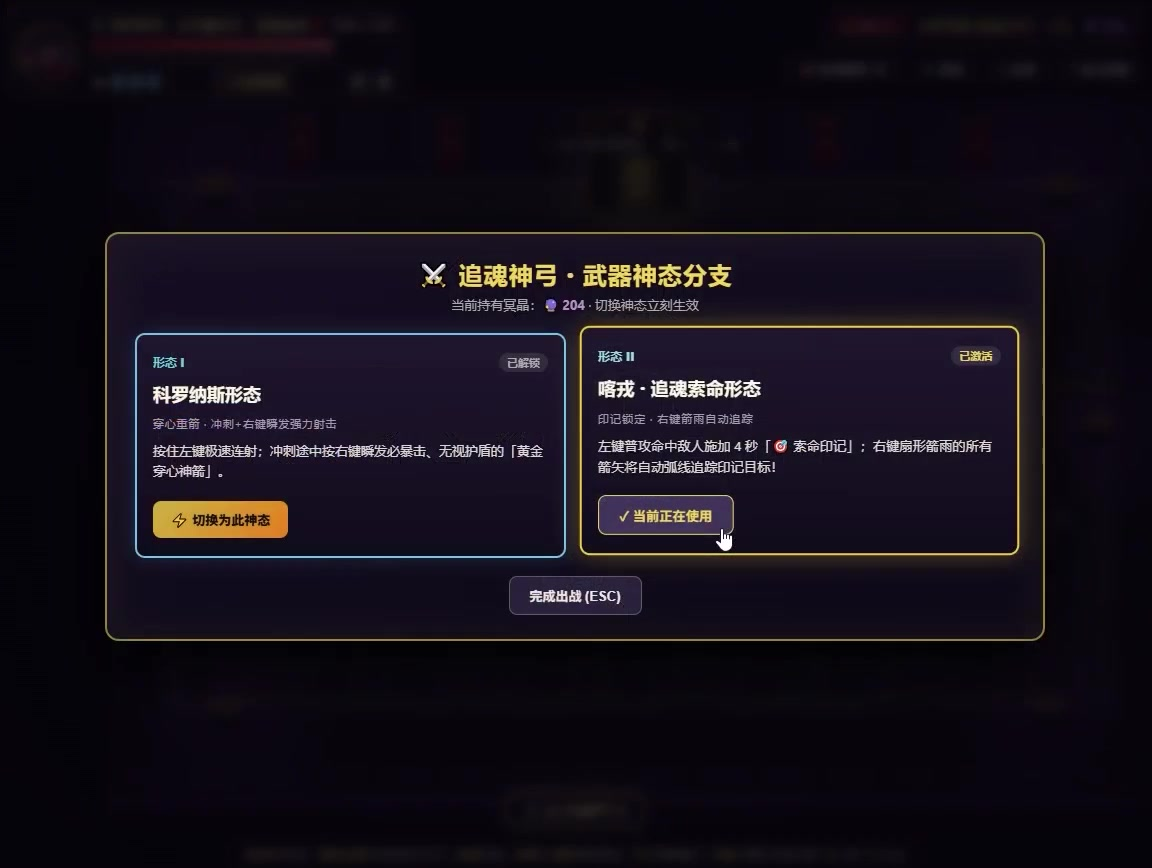 ⚔ 追魂神弓 · 武器神态分支
当前持有冥晶： 🔮 204 · 切换神态立刻生效
形态 I
已解锁
科罗纳斯形态
穿心重箭 · 冲刺+右键瞬发强力射击
按住左键极速连射；冲刺途中按右键瞬发必暴击、无视护盾的「黄金
穿心神箭」。
⚡ 切换为此神态
形态 II
已激活
喀戎 · 追魂索命形态
印记锁定 · 右键箭雨自动追踪
左键普攻命中敌人施加 4 秒「🎯 索命印记」；右键扇形箭雨的所有
箭矢将自动弧线追踪印记目标!
✓ 当前正在使用
完成出战 (ESC)